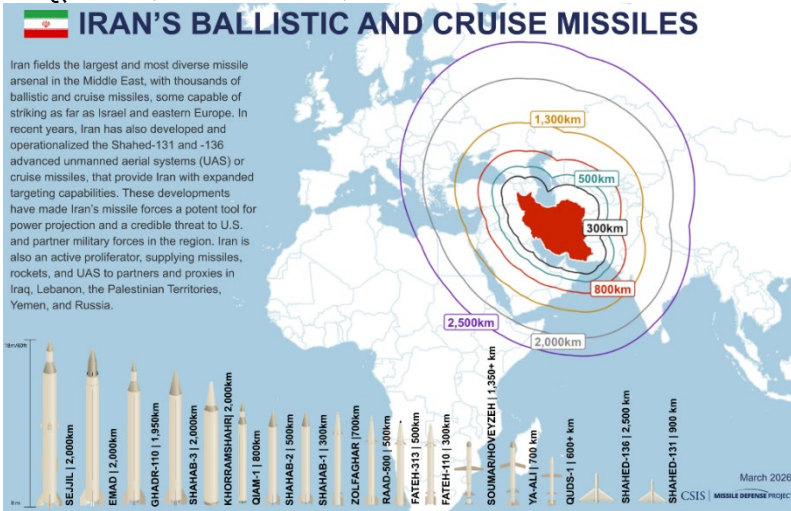 IRAN'S BALLISTIC AND CRUISE MISSILES
Iran fields the largest and most diverse missile
arsenal in the Middle East, with thousands of
ballistic and cruise missiles, some capable of
striking as far as Israel and eastern Europe. In
recent years, Iran has also developed and
operationalized the Shahed-131 and -136
advanced unmanned aerial systems (UAS) or
cruise missiles, that provide Iran with expanded
targeting capabilities. These developments
have made Iran's missile forces a potent tool for
power projection and a credible threat to U.S.
and partner military forces in the region. Iran is
also an active proliferator, supplying missiles,
rockets, and UAS to partners and proxies in
Iraq, Lebanon, the Palestinian Territories,
Yemen, and Russia.
1,300km
500km
300km
800km
2,500km
2,000km
SEJJIL | 2,000km
EMAD | 2,000km
GHADR-110 | 1,950km
SHAHAB-3 | 2,000km
KHORRAMSHAHR | 2,000km
QIAM-1 | 800km
SHAHAB-2 | 500km
SHAHAB-1 | 300km
ZOLFAGHAR |700km
RAAD-500 | 500km
FATEH-313 | 500km
FATEH-110 | 300km
SOUMAR/HOVEYZEH | 1,350+ km
YA-ALI | 700 km
QUDS-1 | 600+ km
SHAHED-136 | 2,500 km
SHAHED-131 | 900 km
March 2026
CSIS | MISSILE DEFENSE PROJECT